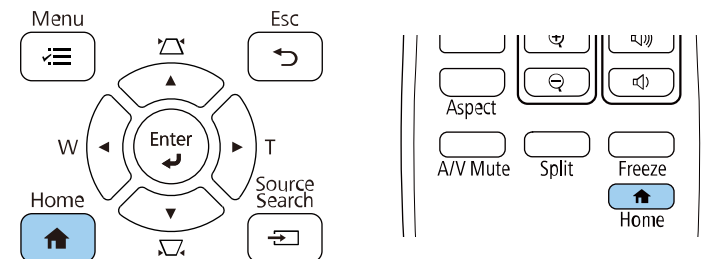 Menu
Esc
Enter
W
T
Home
Source
Search
Aspect
A/V Mute
Split
Freeze
Home